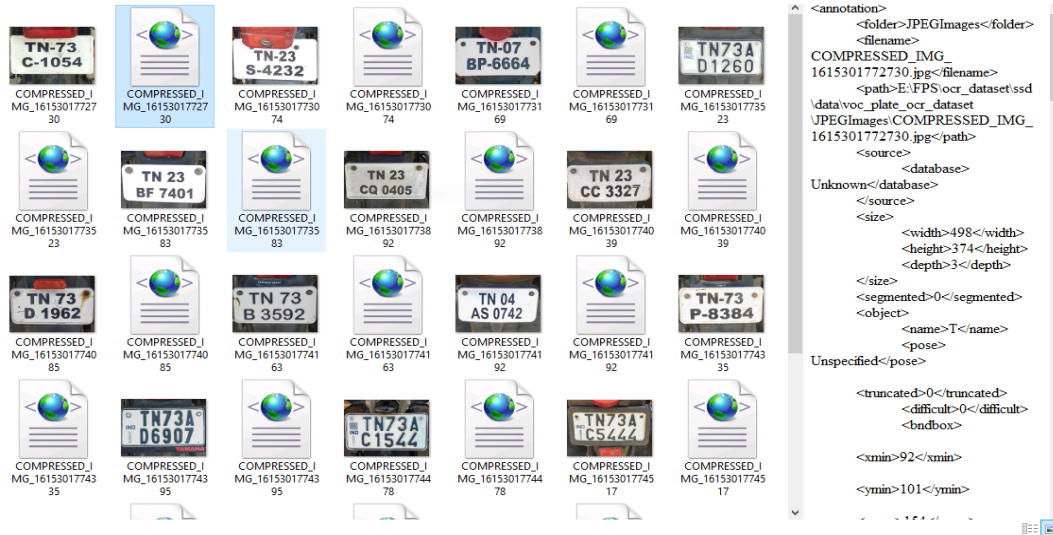 TN-73
C-1054
TN-23
S-4232
TN-07
BP-6664
IND
TN73A
D1260
COMPRESSED_I
MG_16153017727
30
COMPRESSED_I
MG_16153017727
30
COMPRESSED_I
MG_16153017730
74
COMPRESSED_I
MG_16153017730
74
COMPRESSED_I
MG_16153017731
69
COMPRESSED_I
MG_16153017731
69
COMPRESSED_I
MG_16153017735
23
TN 23
BF 7401
TN 23
CQ 0405
TN 23
CC 3327
COMPRESSED_I
MG_16153017735
23
COMPRESSED_I
MG_16153017735
83
COMPRESSED_I
MG_16153017735
83
COMPRESSED_I
MG_16153017738
92
COMPRESSED_I
MG_16153017738
92
COMPRESSED_I
MG_16153017740
39
COMPRESSED_I
MG_16153017740
39
TN 73
D 1962
TN 73
B 3592
TN 04
AS 0742
TN-73
P-8384
COMPRESSED_I
MG_16153017740
85
COMPRESSED_I
MG_16153017740
85
COMPRESSED_I
MG_16153017741
63
COMPRESSED_I
MG_16153017741
63
COMPRESSED_I
MG_16153017741
92
COMPRESSED_I
MG_16153017741
92
COMPRESSED_I
MG_16153017743
35
IND
TN73A
D6907
YAMAHA
IND
TN73A
C1544
IND
TN73A
C5444
COMPRESSED_I
MG_16153017743
35
COMPRESSED_I
MG_16153017743
95
COMPRESSED_I
MG_16153017743
95
COMPRESSED_I
MG_16153017744
78
COMPRESSED_I
MG_16153017744
78
COMPRESSED_I
MG_16153017745
17
COMPRESSED_I
MG_16153017745
17
<annotation>
<folder>JPEGImages</folder>
<filename>
COMPRESSED_IMG_
1615301772730.jpg</filename>
<path>E:\FPS\ocr_dataset\ssd
\data\voc_plate_ocr_dataset
\JPEGImages\COMPRESSED_IMG_
1615301772730.jpg</path>
<source>
<database>
Unknown</database>
</source>
<size>
<width>498</width>
<height>374</height>
<depth>3</depth>
</size>
<segmented>0</segmented>
<object>
<name>T</name>
<pose>
Unspecified</pose>
<truncated>0</truncated>
<difficult>0</difficult>
<bndbox>
<xmin>92</xmin>
<ymin>101</ymin>